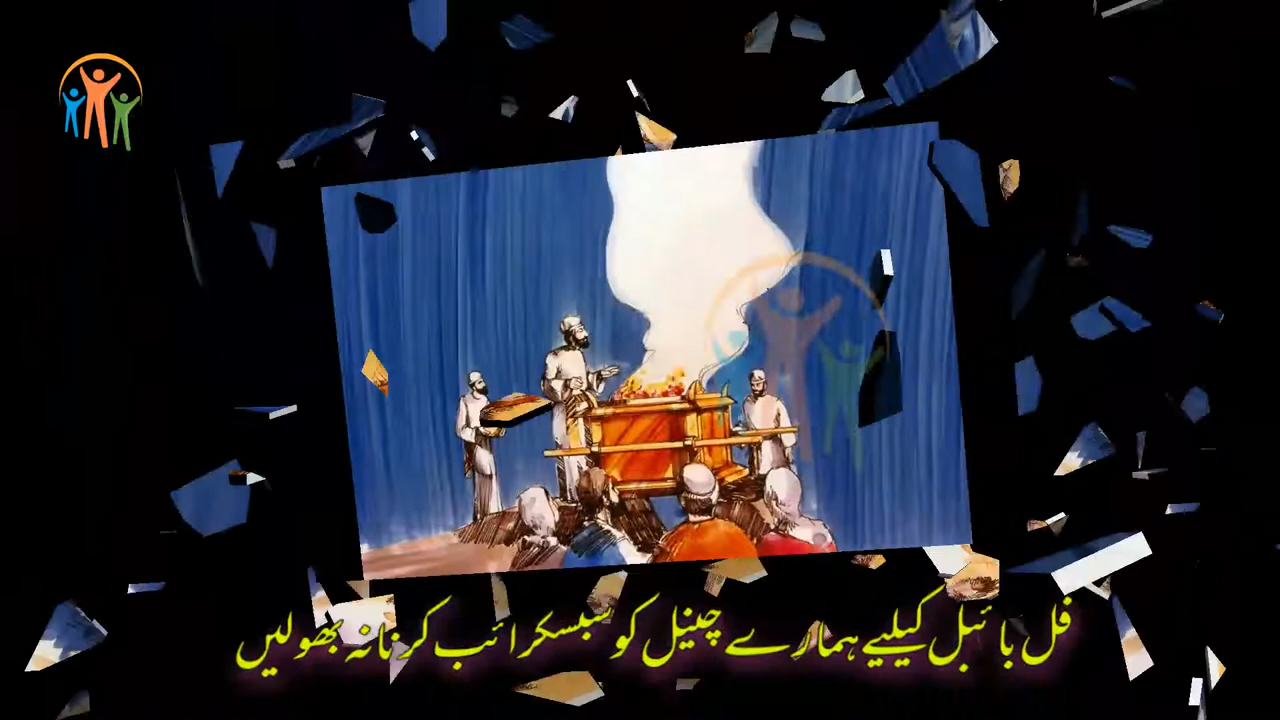 فل بائبل کیلیے ہمارے چینل کو سبسکرائب کرنا نہ بھولیں